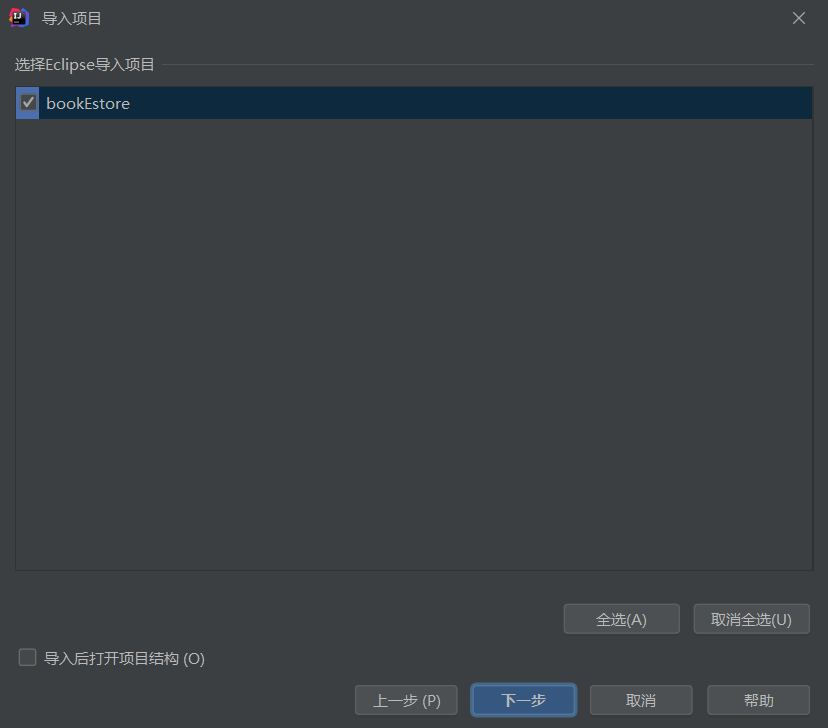 导入项目
选择Eclipse导入项目
bookEstore
全选(A) 取消全选(U)
导入后打开项目结构 (O)
上一步 (P) 下一步 取消 帮助